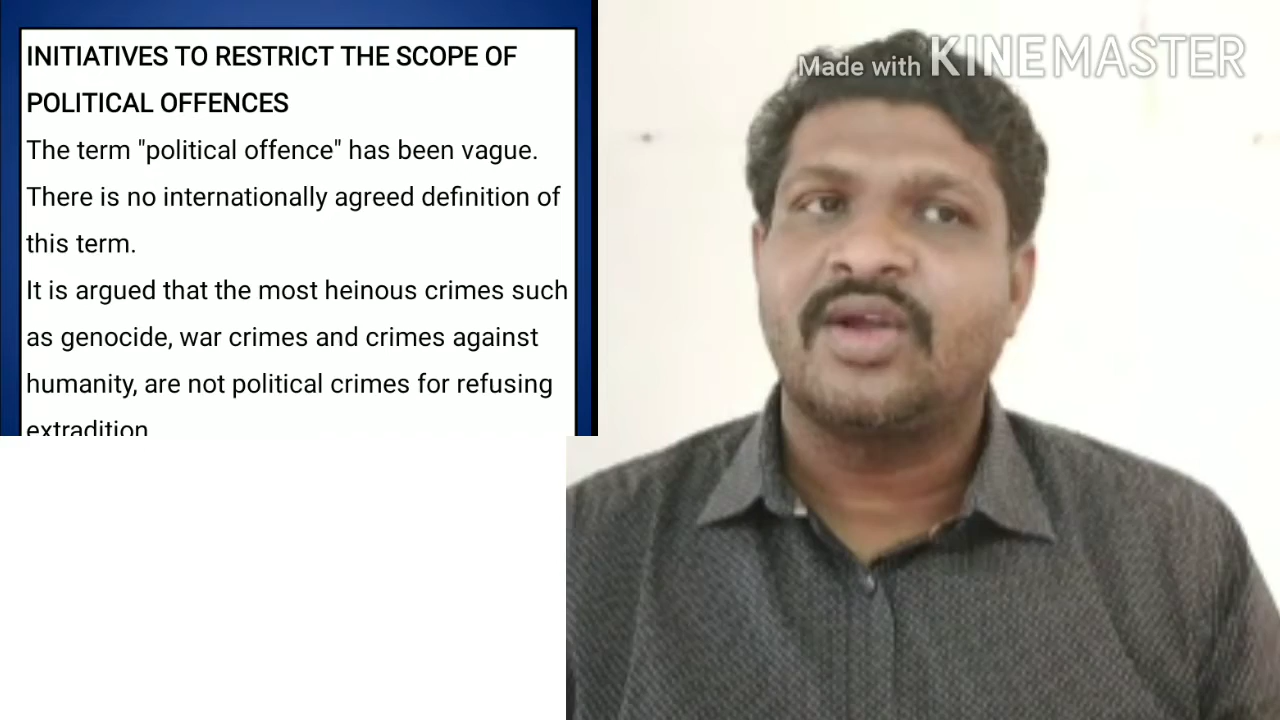 INITIATIVES TO RESTRICT THE SCOPE OF
POLITICAL OFFENCES
The term "political offence" has been vague.
There is no internationally agreed definition of
this term.
It is argued that the most heinous crimes such
as genocide, war crimes and crimes against
humanity, are not political crimes for refusing
extradition
Made with KINEMASTER